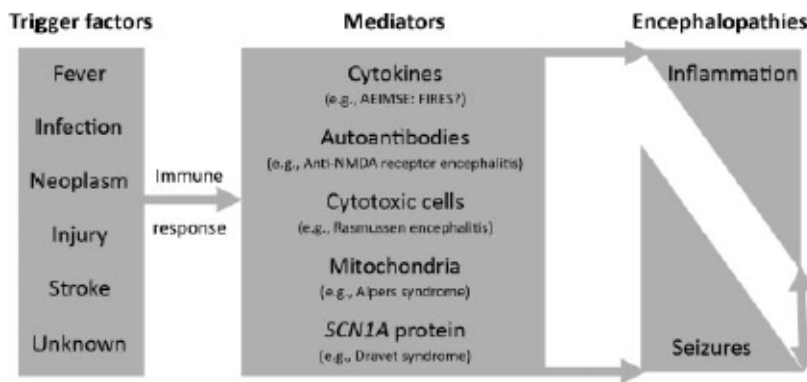 Trigger factors
Fever
Infection
Neoplasm
Injury
Stroke
Unknown
Immune
response
Mediators
Cytokines
(e.g., AEIMSE: FIRES?)
Autoantibodies
(e.g., Anti-NMDA receptor encephalitis)
Cytotoxic cells
(e.g., Rasmussen encephalitis)
Mitochondria
(e.g., Alpers syndrome)
SCN1A protein
(e.g., Dravet syndrome)
Encephalopathies
Inflammation
Seizures